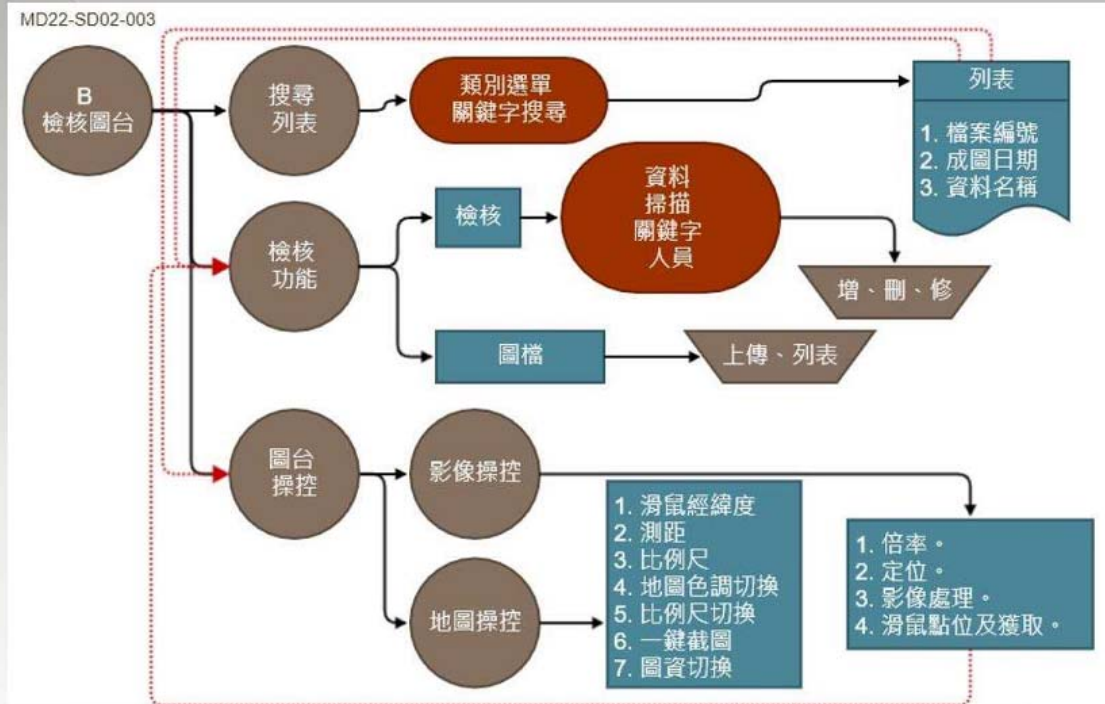 MD22-SD02-003
B
檢核圖台
搜尋
列表
類別選單
關鍵字搜尋
列表
1. 檔案編號
2. 成圖日期
3. 資料名稱
檢核
功能
檢核
資料
掃描
關鍵字
人員
增、刪、修
圖檔
上傳、列表
圖台
操控
影像操控
地圖操控
1. 滑鼠經緯度
2. 測距
3. 比例尺
4. 地圖色調切換
5. 比例尺切換
6. 一鍵截圖
7. 圖資切換
1. 倍率。
2. 定位。
3. 影像處理。
4. 滑鼠點位及獲取。